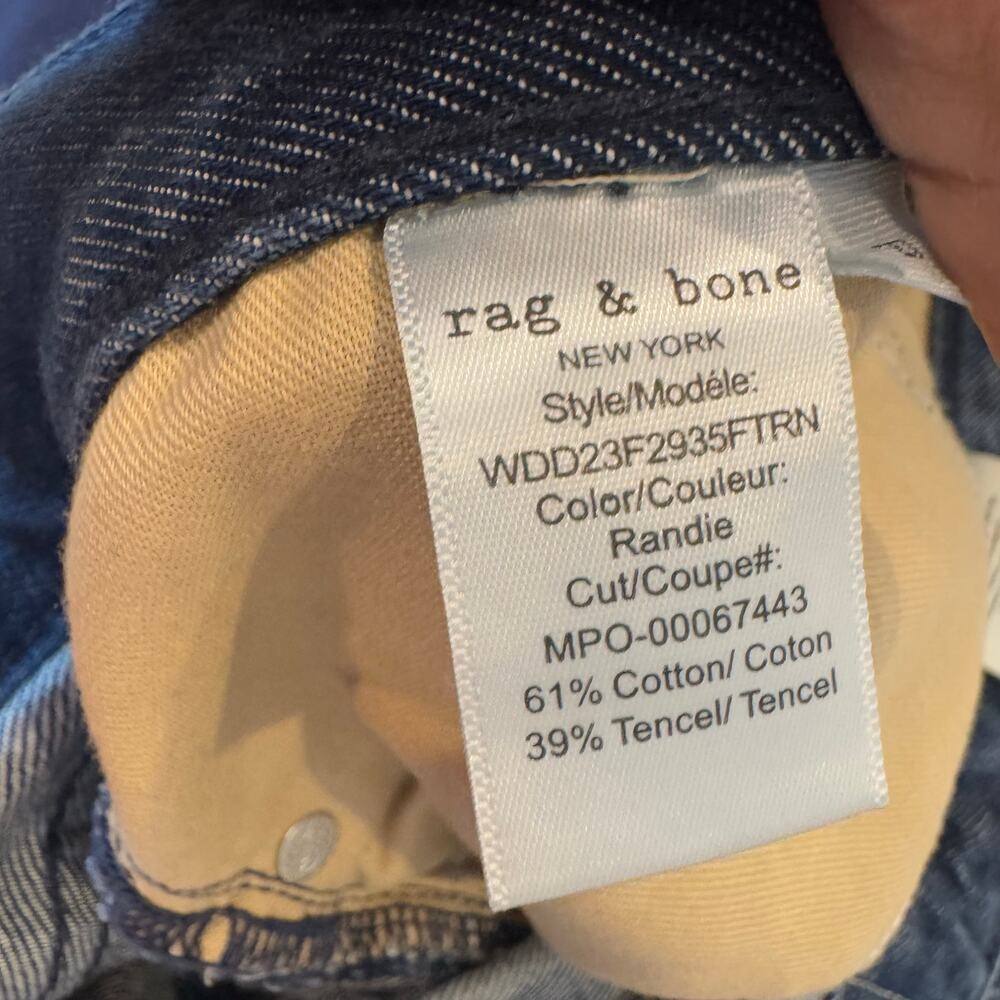 rag & bone
NEW YORK
Style/Modéle:
WDD23F2935FTRN
Color/Couleur:
Randie
Cut/Coupe#:
MPO-00067443
61% Cotton/ Coton
39% Tencel/ Tencel